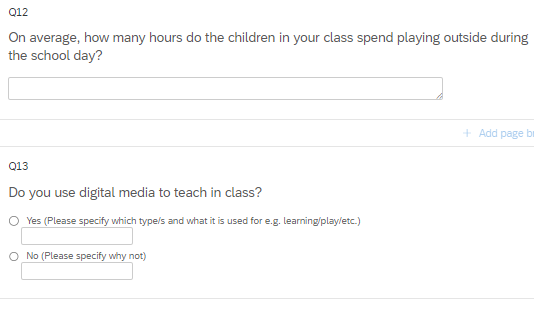 Q12
On average, how many hours do the children in your class spend playing outside during
the school day?
+ Add page
Q13
Do you use digital media to teach in class?
Yes (Please specify which type/s and what it is used for e.g. learning/play/etc.)
No (Please specify why not)